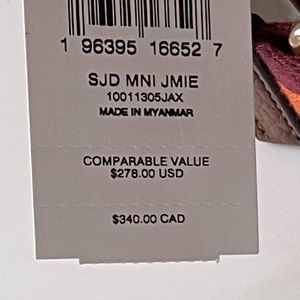 1 96395 16652 7
SJD MNI JMIE
10011305JAX
MADE IN MYANMAR
COMPARABLE VALUE
$278.00 USD
$340.00 CAD